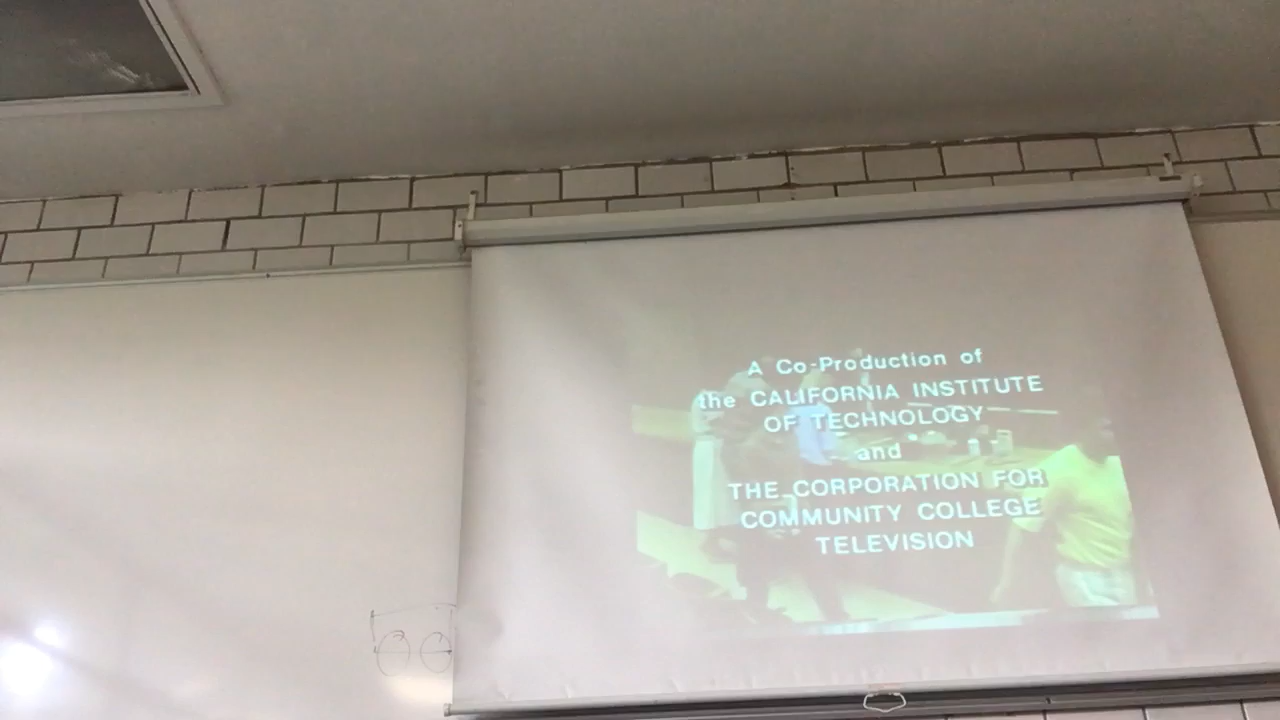 A Co-Production of
the CALIFORNIA INSTITUTE
OF TECHNOLOGY
and
THE CORPORATION FOR
COMMUNITY COLLEGE
TELEVISION